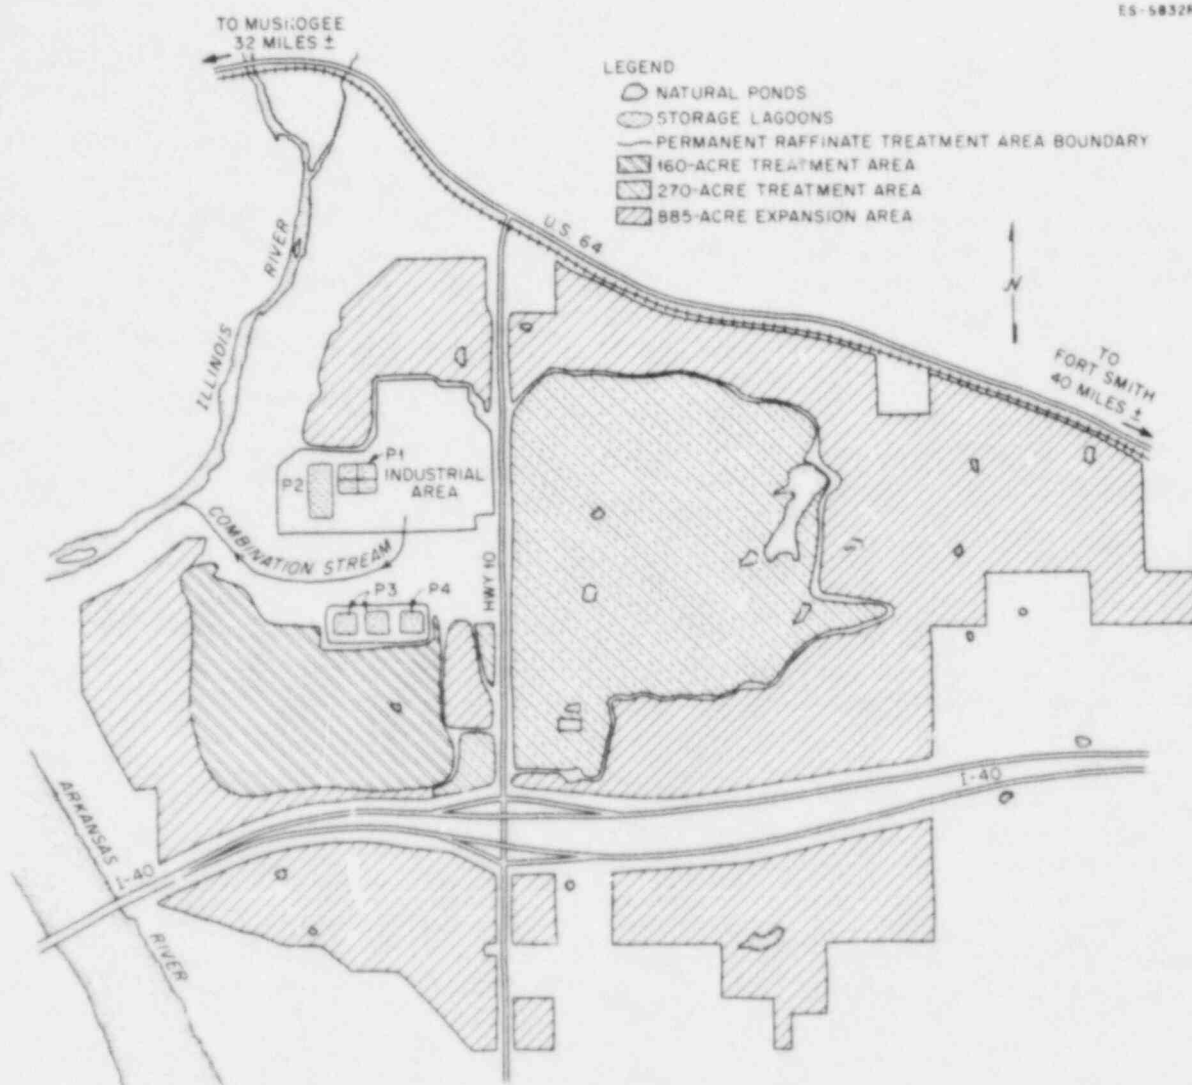 ES-5832R
TO MUSKOGEE
32 MILES ±
LEGEND
NATURAL PONDS
STORAGE LAGOONS
PERMANENT RAFFINATE TREATMENT AREA BOUNDARY
160-ACRE TREATMENT AREA
270-ACRE TREATMENT AREA
885-ACRE EXPANSION AREA
U.S. 64
N
ILLINOIS RIVER
TO
FORT SMITH
40 MILES ±
P1
P2
INDUSTRIAL
AREA
COMBINATION STREAM
HWY 10
P3
P4
I-40
ARKANSAS
I-40
RIVER